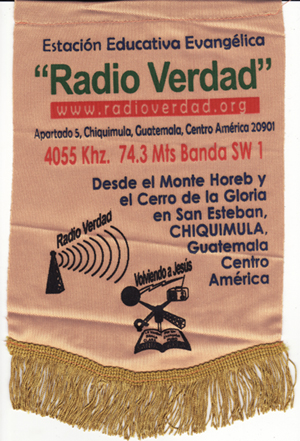 Estación Educativa Evangélica
"Radio Verdad"
www.radioverdad.org
Apartado 5, Chiquimula, Guatemala, Centro América 20901
4055 Khz. 74.3 Mts Banda SW 1
Desde el Monte Horeb y
el Cerro de la Gloria
en San Esteban,
CHIQUIMULA,
Guatemala
Centro
América
Radio Verdad
Volviendo a Jesús